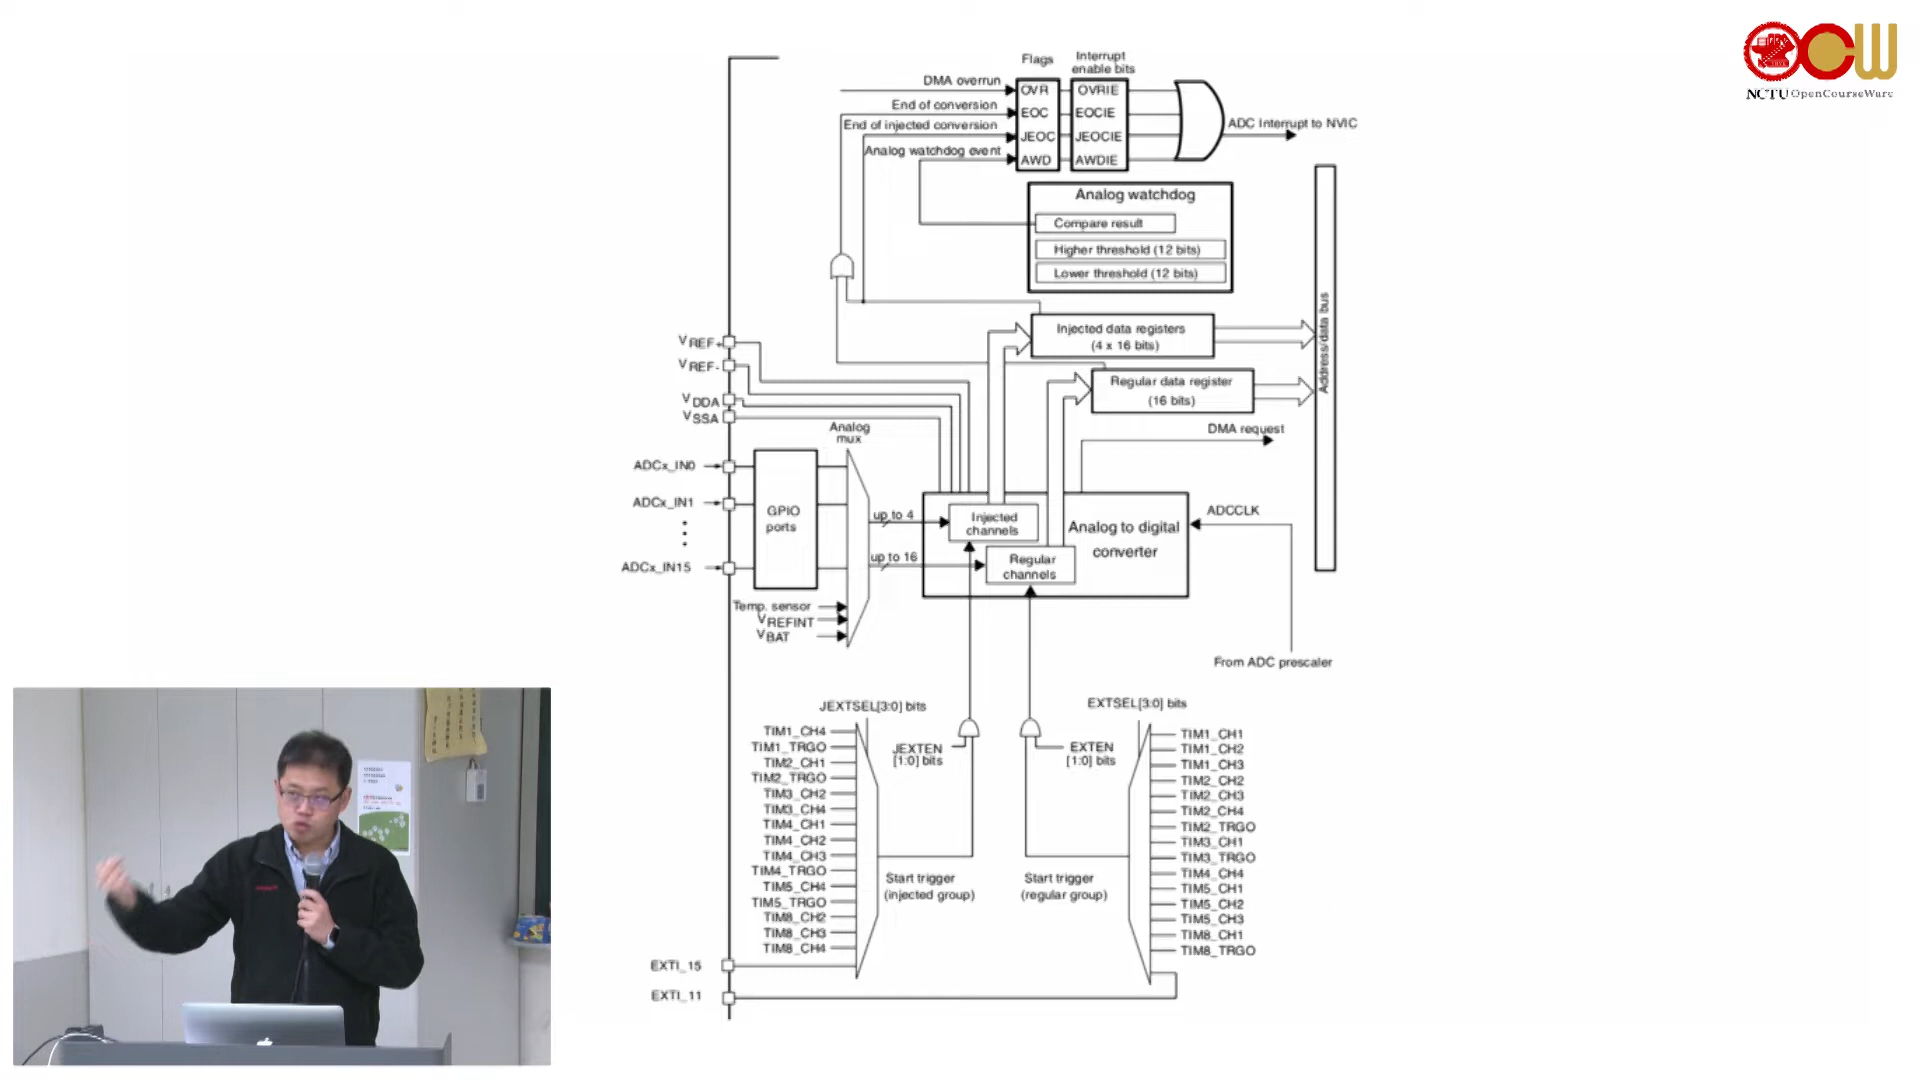 NCTU OpenCourseWare
Flags
Interrupt
enable bits
DMA overrun
OVR
OVRIE
End of conversion
EOC
EOCIE
End of injected conversion
JEOC
JEOCIE
ADC Interrupt to NVIC
Analog watchdog event
AWD
AWDIE
Analog watchdog
Compare result
Higher threshold (12 bits)
Lower threshold (12 bits)
Address/data bus
Injected data registers
(4 x 16 bits)
Regular data register
(16 bits)
DMA request
VREF+
VREF-
VDDA
VSSA
Analog
mux
ADCx_IN0
ADCx_IN1
ADCx_IN15
GPIO
ports
up to 4
up to 16
Injected
channels
Regular
channels
Analog to digital
converter
ADCCLK
Temp. sensor
VREFINT
VBAT
From ADC prescaler
JEXTSEL[3:0] bits
EXTSEL[3:0] bits
TIM1_CH4
TIM1_TRGO
TIM2_CH1
TIM2_TRGO
TIM3_CH2
TIM3_CH4
TIM4_CH1
TIM4_CH2
TIM4_CH3
TIM4_TRGO
TIM5_CH4
TIM5_TRGO
TIM8_CH2
TIM8_CH3
TIM8_CH4
JEXTEN
[1:0] bits
EXTEN
[1:0] bits
Start trigger
(injected group)
Start trigger
(regular group)
TIM1_CH1
TIM1_CH2
TIM1_CH3
TIM2_CH2
TIM2_CH3
TIM2_CH4
TIM2_TRGO
TIM3_CH1
TIM3_TRGO
TIM4_CH4
TIM5_CH1
TIM5_CH2
TIM5_CH3
TIM8_CH1
TIM8_TRGO
EXTI_15
EXTI_11